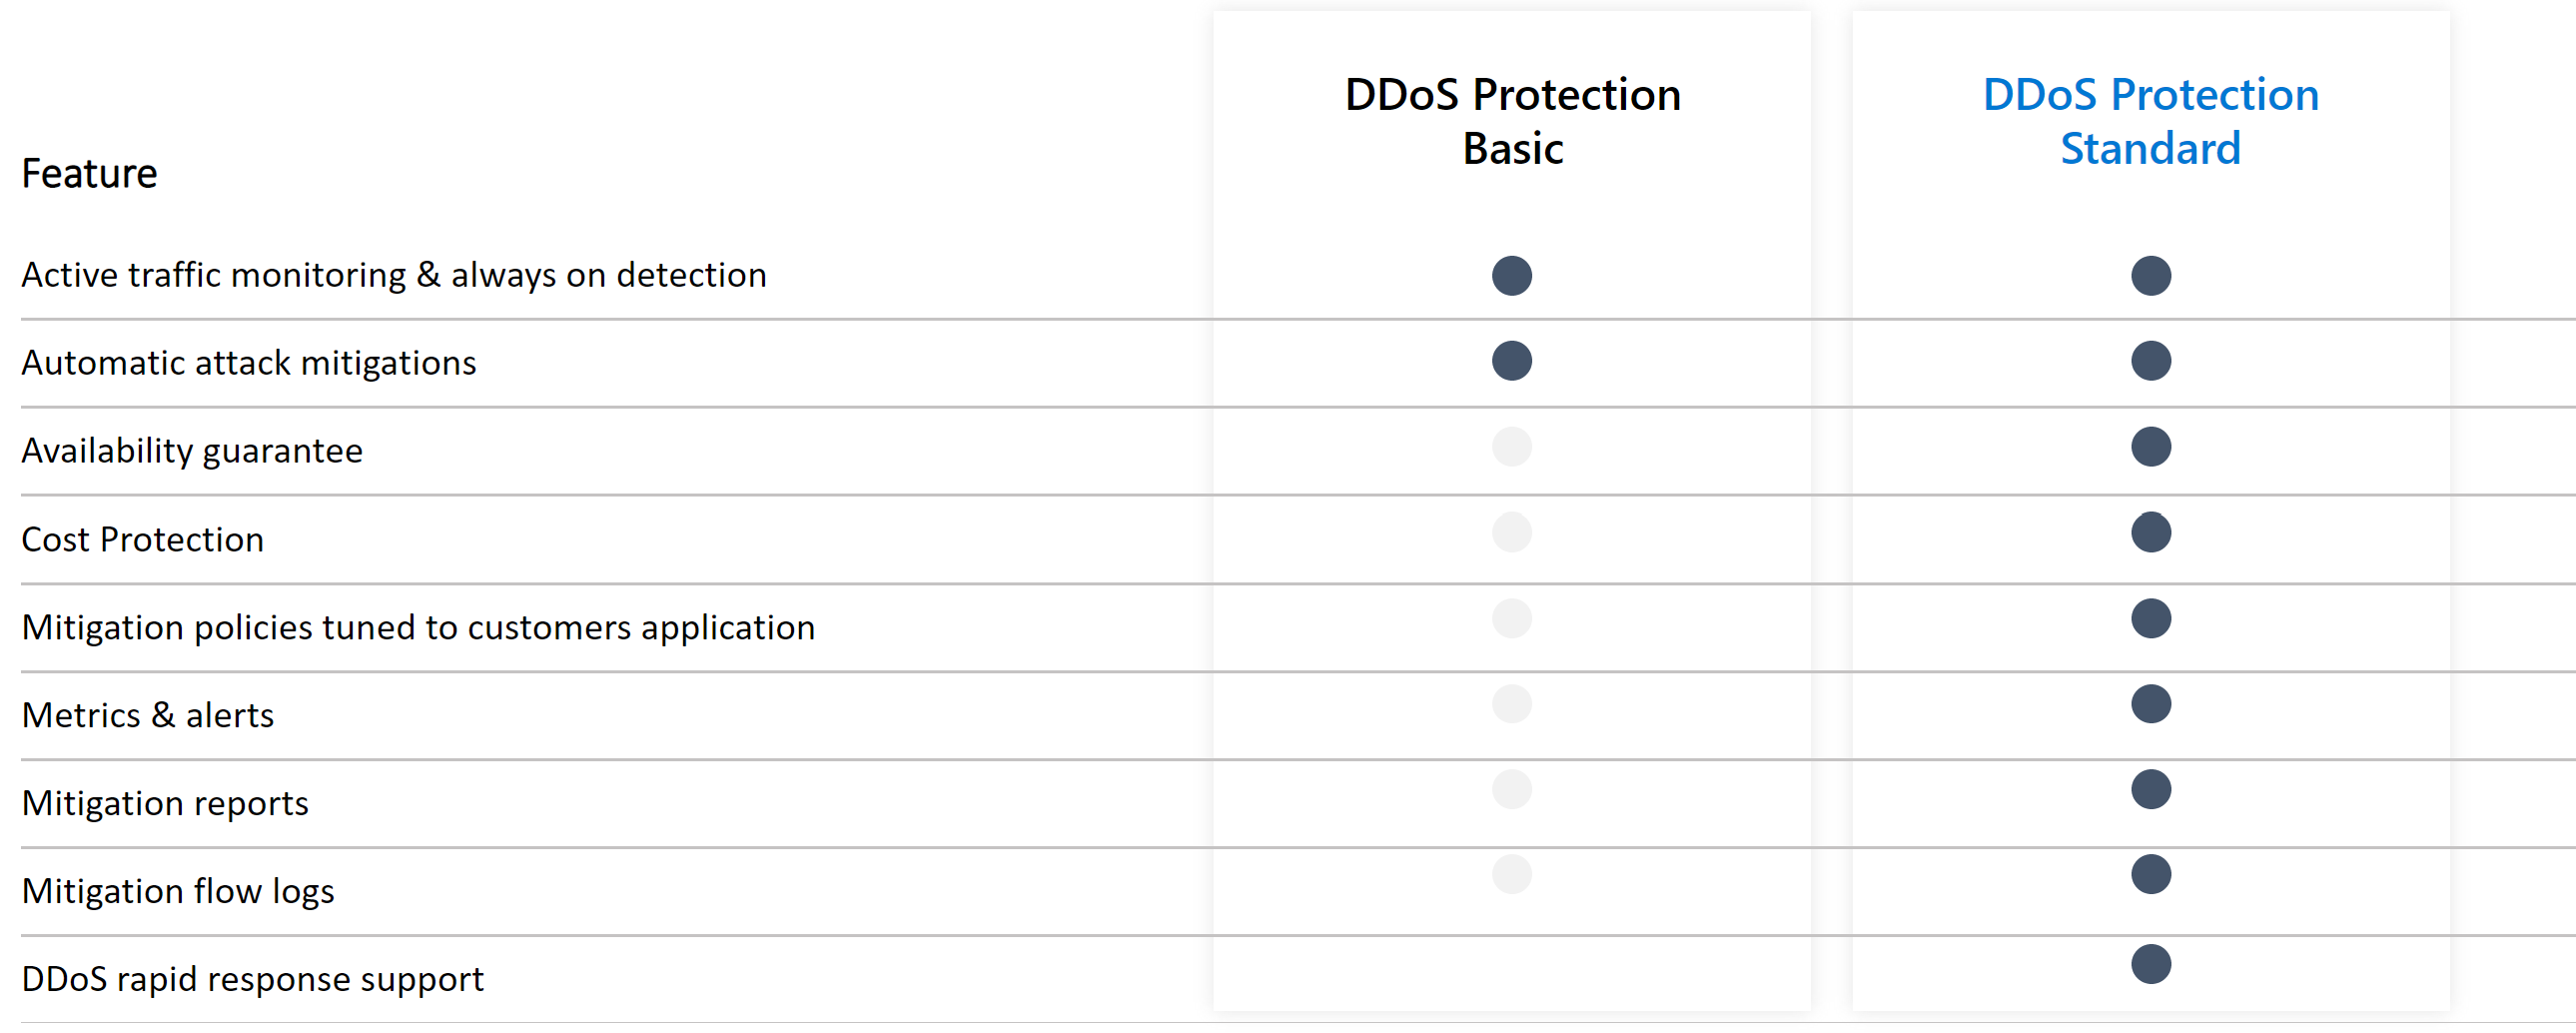 DDoS Protection
Basic
DDoS Protection
Standard
Feature
Active traffic monitoring & always on detection
Automatic attack mitigations
Availability guarantee
Cost Protection
Mitigation policies tuned to customers application
Metrics & alerts
Mitigation reports
Mitigation flow logs
DDoS rapid response support